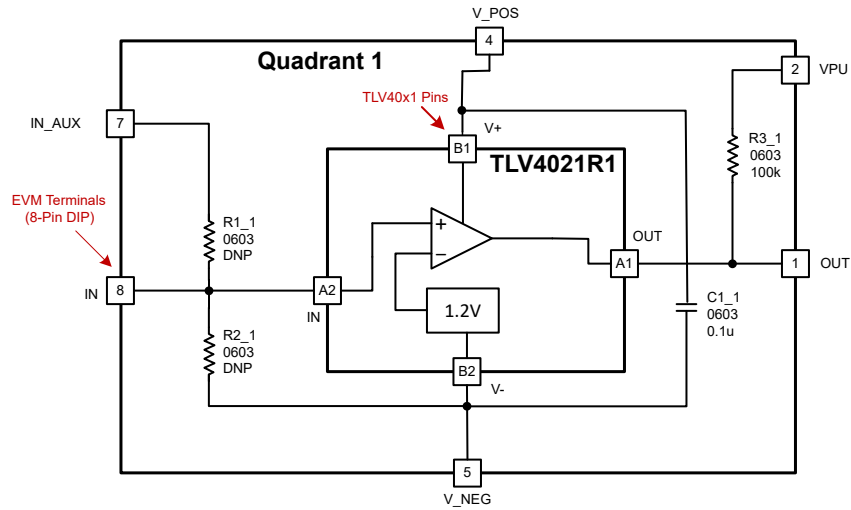 V_POS
4
Quadrant 1
2
VPU
TLV40x1 Pins
IN_AUX
7
V+
B1
R3_1
0603
100k
TLV4021R1
EVM Terminals
(8-Pin DIP)
R1_1
0603
DNP
+
−
OUT
A1
1
OUT
IN
8
A2
IN
1.2V
C1_1
0603
0.1u
R2_1
0603
DNP
B2
V-
5
V_NEG